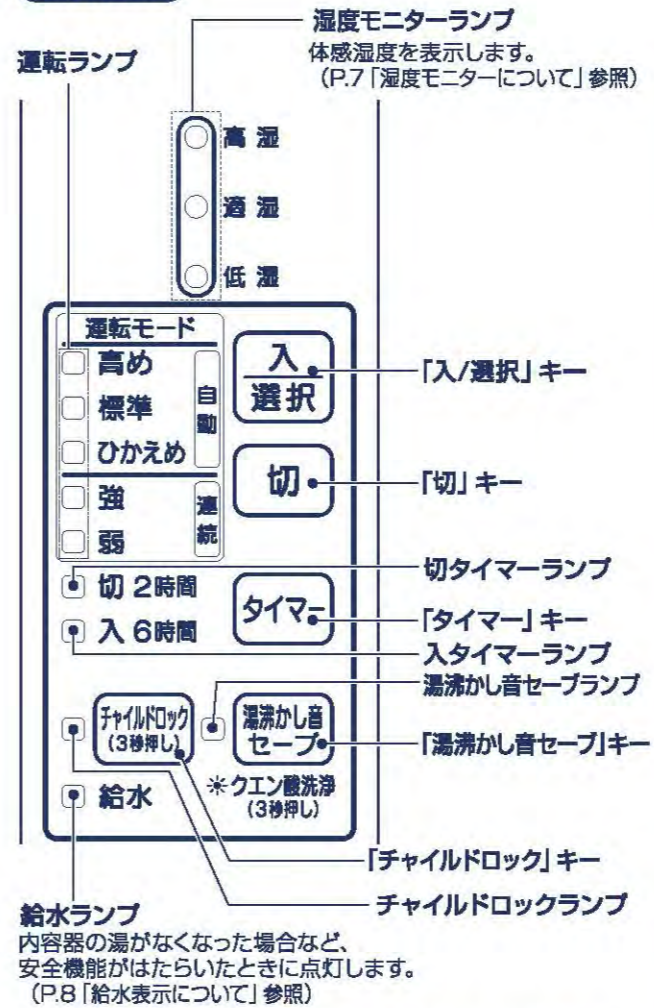 湿度モニターランプ
体感湿度を表示します。
(P.7「湿度モニターについて」参照)
運転ランプ
高 湿
適 湿
低 湿
運転モード
高め
標準
ひかえめ
自動
強
弱
連続
入
選択
「入/選択」キー
切
「切」キー
切タイマーランプ
切 2時間
タイマー
「タイマー」キー
入 6時間
入タイマーランプ
湯沸かし音セーブランプ
チャイルドロック
(3秒押し)
湯沸かし音
セーブ
「湯沸かし音セーブ」キー
給水
☀クエン酸洗浄
(3秒押し)
「チャイルドロック」キー
チャイルドロックランプ
給水ランプ
内容器の湯がなくなった場合など、
安全機能がはたらいたときに点灯します。
(P.8「給水表示について」参照)